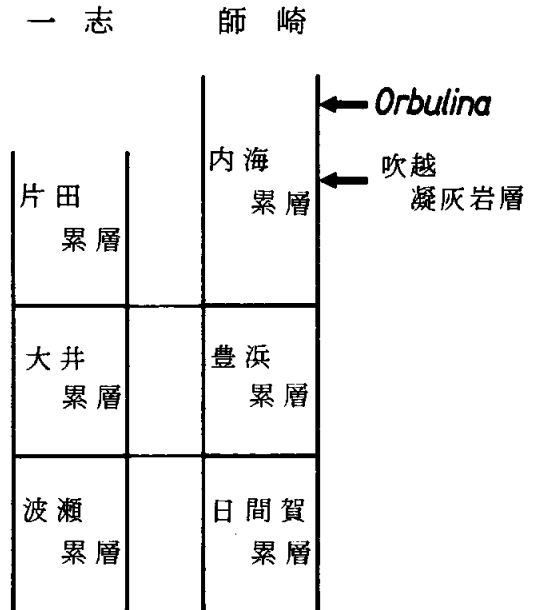 一志
師崎
Orbulina
吹越
凝灰岩層
内海
累層
片田
累層
大井
累層
豊浜
累層
波瀬
累層
日間賀
累層